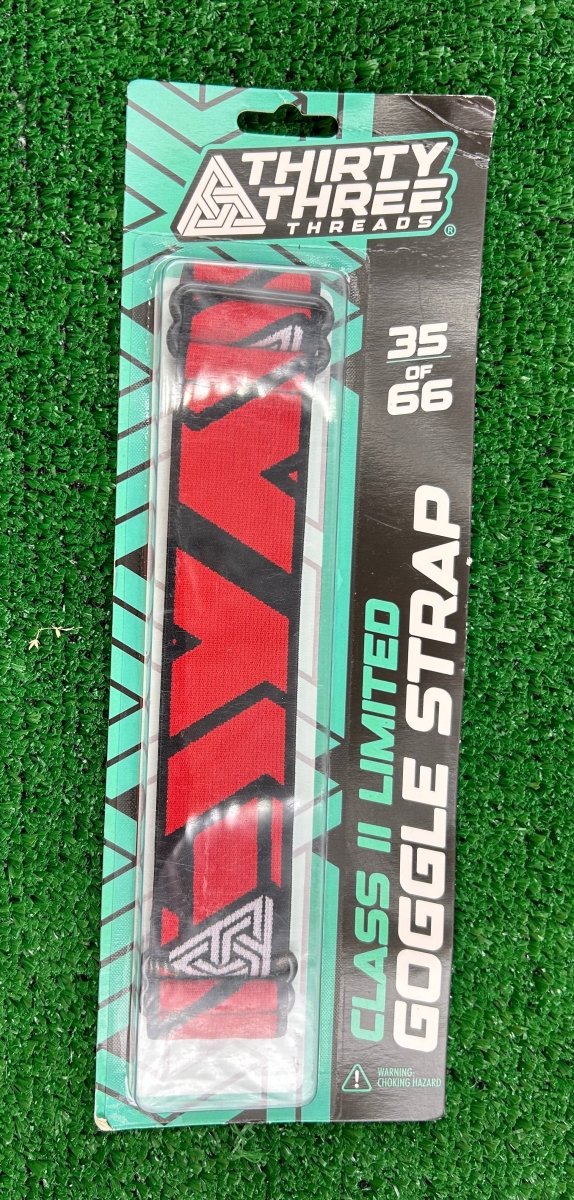 THIRTY
THREE
THREADS®
35
OF
66
CLASS II LIMITED
GOGGLE STRAP
WARNING:
CHOKING HAZARD